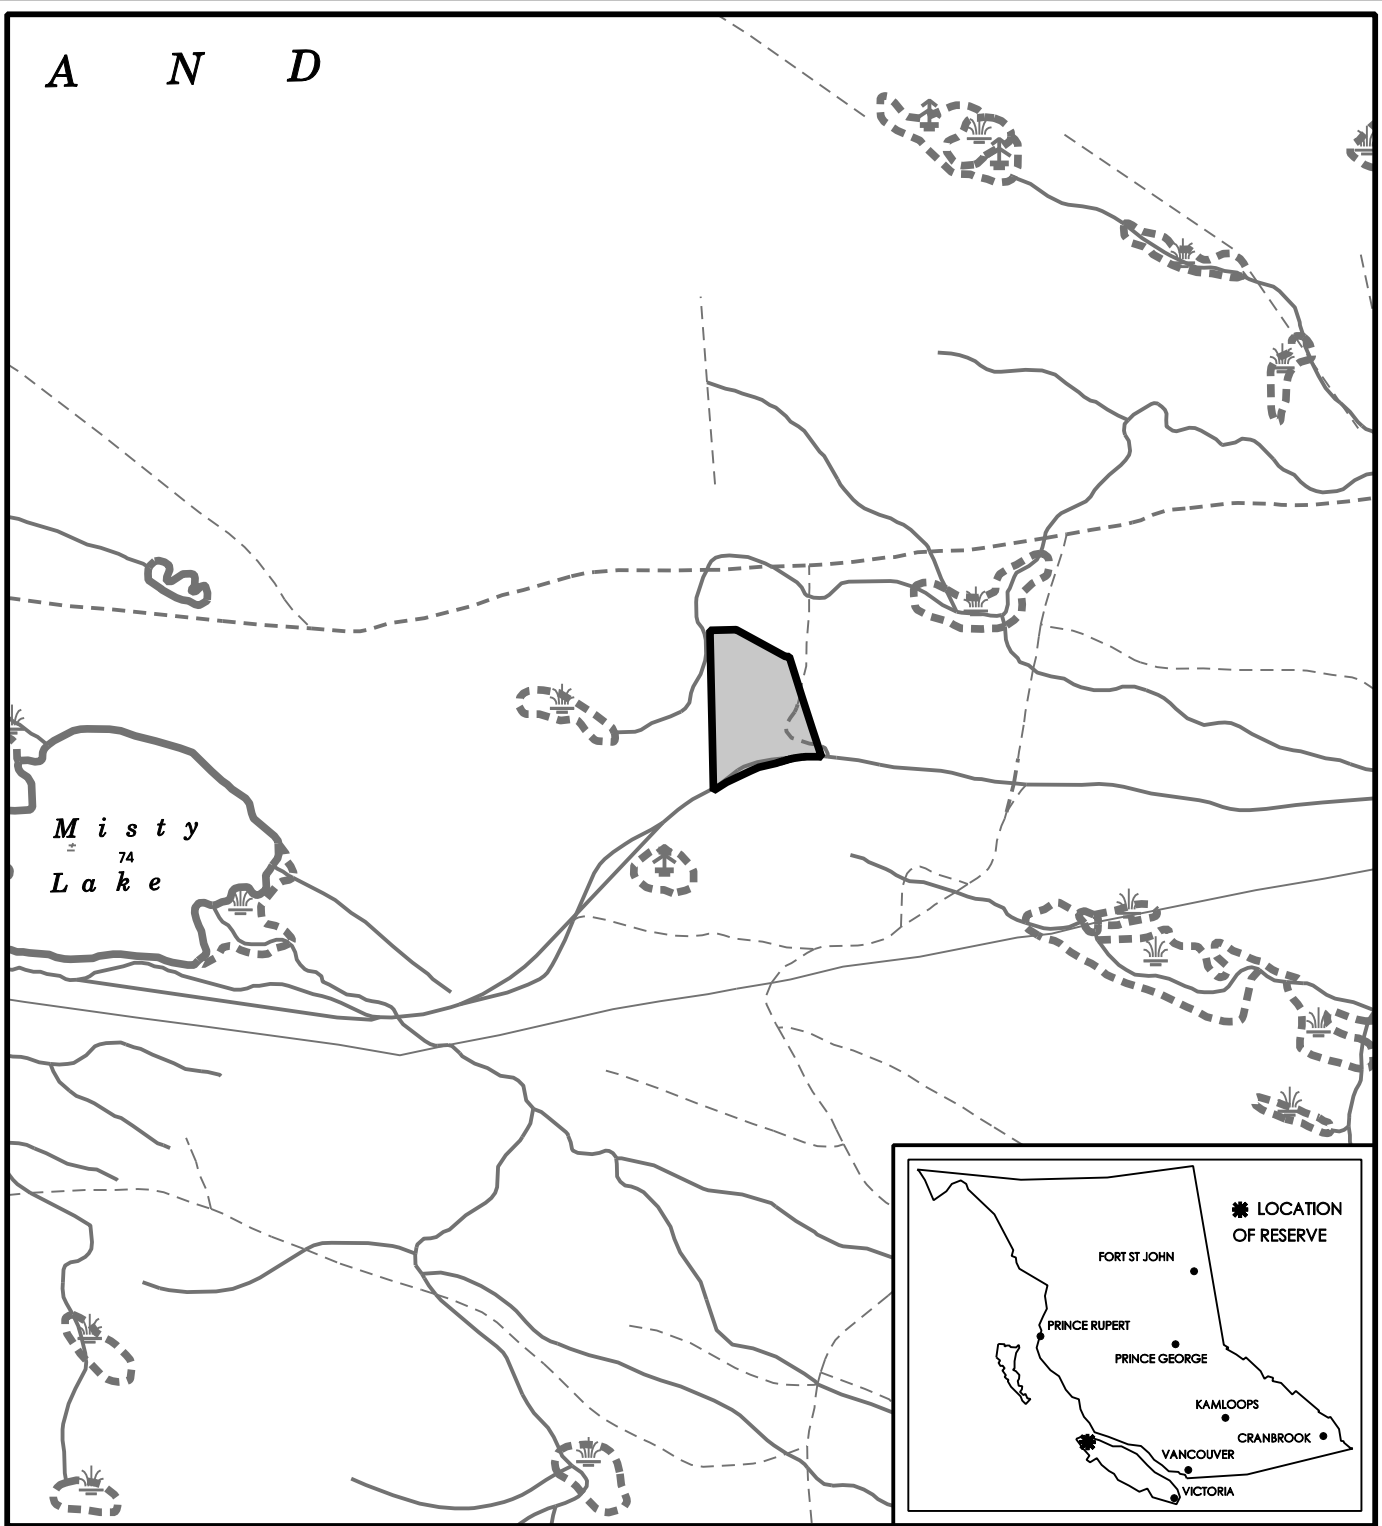 A N D
Misty
74
Lake
LOCATION
OF RESERVE
FORT ST JOHN
PRINCE RUPERT
PRINCE GEORGE
KAMLOOPS
CRANBROOK
VANCOUVER
VICTORIA